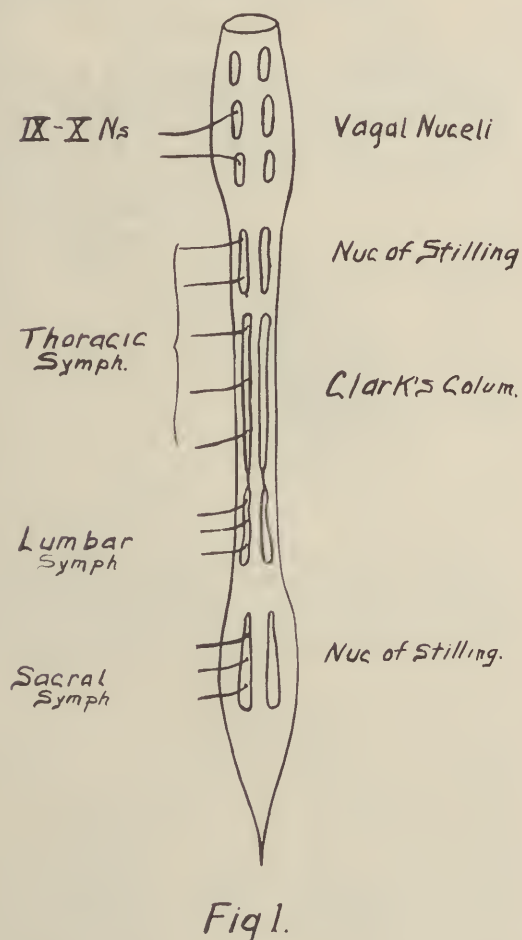 IX-X Ns
Vagal Nuceli
Nuc of Stilling
Thoracic
Symph.
Clark's Colum.
Lumbar
Symph
Nuc of Stilling.
Sacral
Symph
Fig 1.